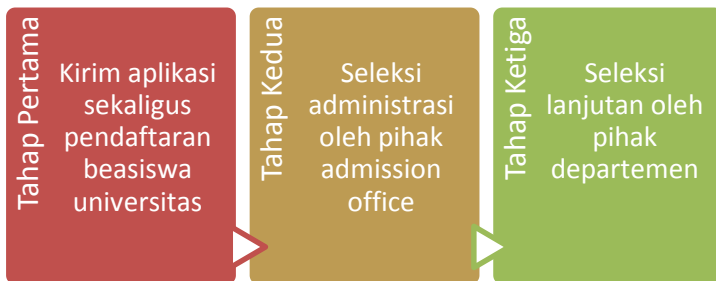 Tahap Pertama
Kirim aplikasi
sekaligus
pendaftaran
beasiswa
universitas
Tahap Kedua
Seleksi
administrasi
oleh pihak
admission
office
Tahap Ketiga
Seleksi
lanjutan oleh
pihak
departemen